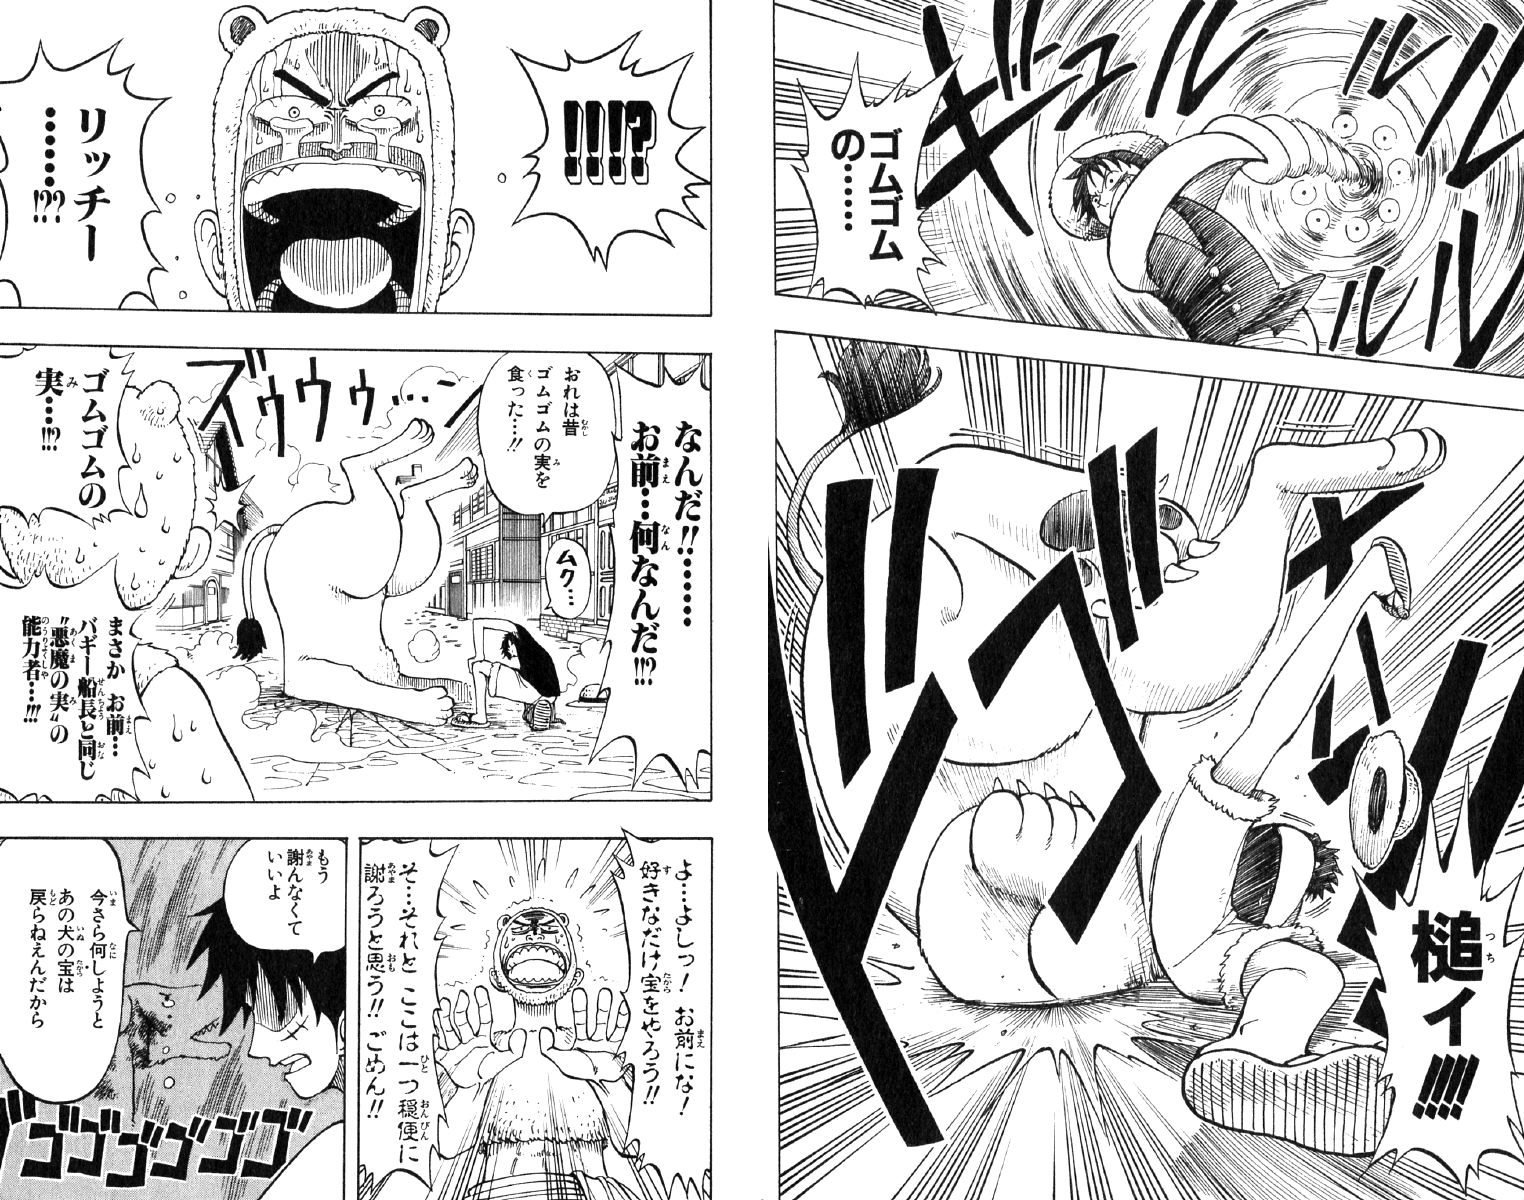 ギュルルルルルル
ゴムゴム
の……
ドゴォ
槌ィ!!!!
!!!?
リッチー
……!??
なんだ!!……
お前…何なんだ!!?
おれは昔
ゴムゴムの実を
食った…!!
ムク…
ズゥウゥ…ン
ゴムゴムの
実…!!?
まさか お前…
バギー船長と同じ
“悪魔の実”の
能力者…!!!
よ…よしっ! お前にな!
好きなだけ宝をやろう!!
そ…それと ここは一つ穏便に
謝ろうと思う!! ごめん!!
もう
謝んなくて
いいよ
今さら何しようと
あの犬の宝は
戻らねえんだから
ゴゴゴゴゴゴ